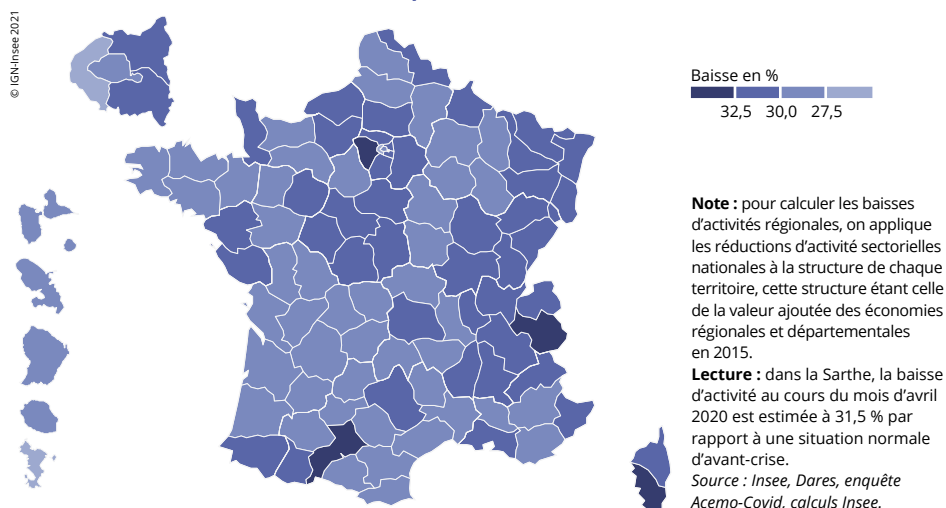 © IGN-Insee 2021
Baisse en %
32,5 30,0 27,5
Note : pour calculer les baisses
d’activités régionales, on applique
les réductions d’activité sectorielles
nationales à la structure de chaque
territoire, cette structure étant celle
de la valeur ajoutée des économies
régionales et départementales
en 2015.
Lecture : dans la Sarthe, la baisse
d’activité au cours du mois d’avril
2020 est estimée à 31,5 % par
rapport à une situation normale
d’avant-crise.
Source : Insee, Dares, enquête
Acemo-Covid, calculs Insee.